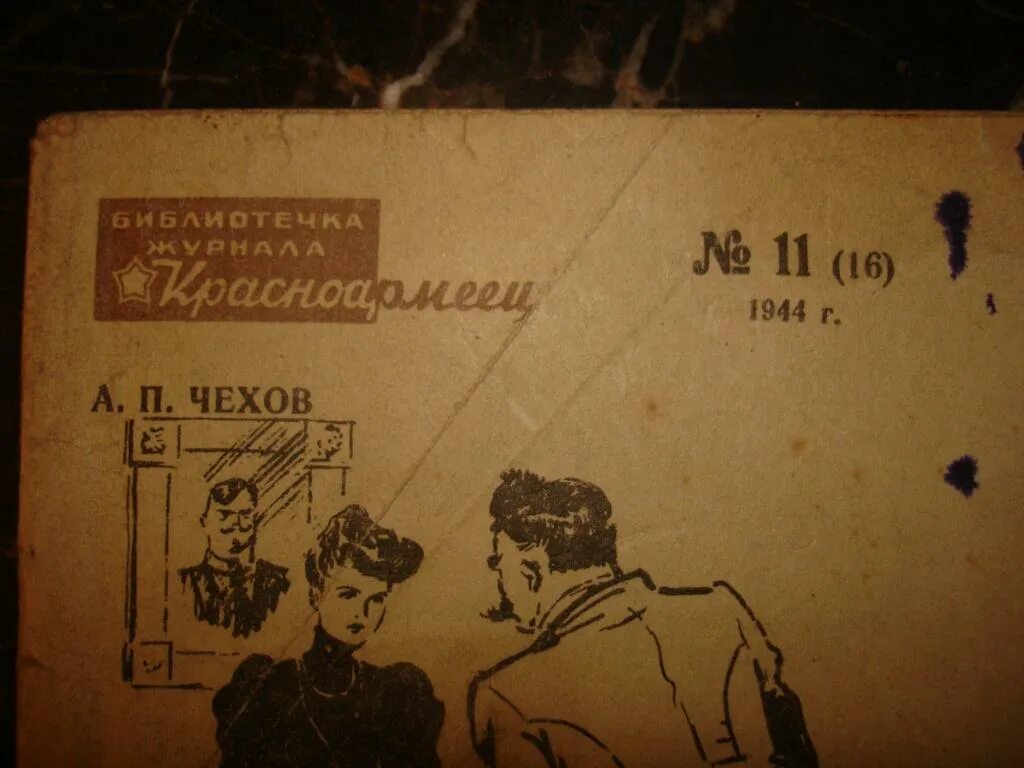 БИБЛИОТЕЧКА
ЖУРНАЛА
Красноармеец
№ 11 (16)
1944 г.
А. П. ЧЕХОВ